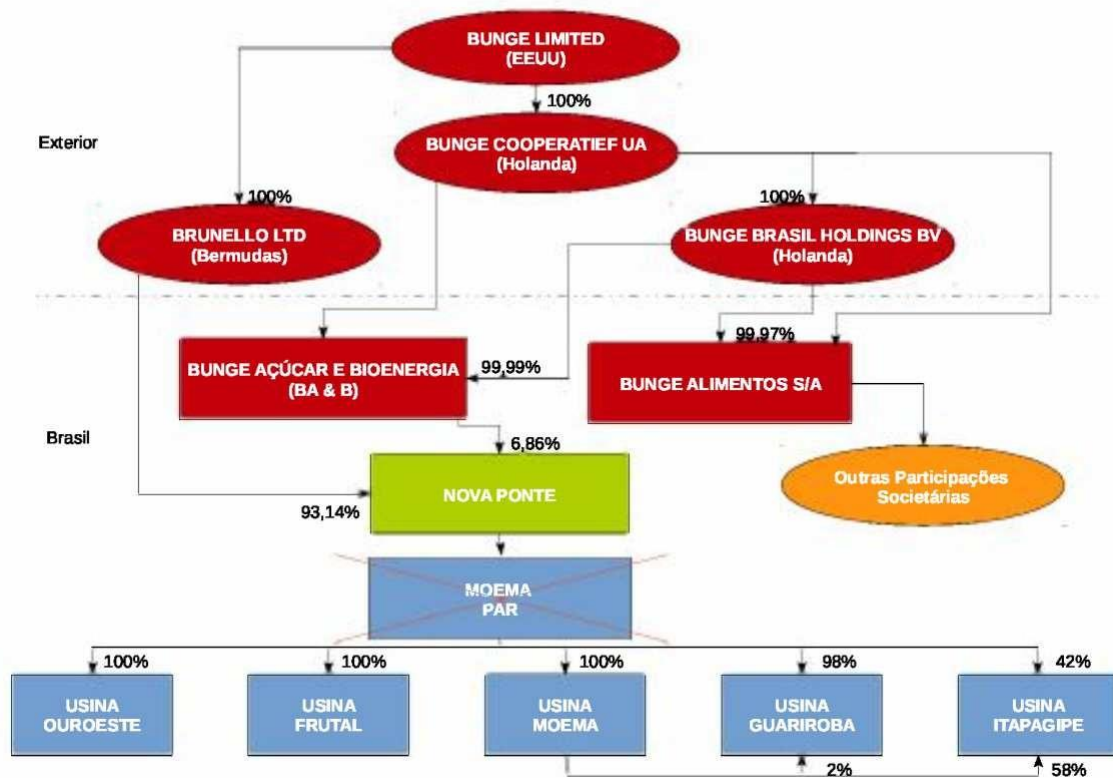 BUNGE LIMITED
(EEUU)
100%
Exterior
BUNGE COOPERATIEF UA
(Holanda)
100%
100%
BRUNELLO LTD
(Bermudas)
BUNGE BRASIL HOLDINGS BV
(Holanda)
99,97%
BUNGE AÇÚCAR E BIOENERGIA
(BA & B)
99,99%
BUNGE ALIMENTOS S/A
Brasil
6,86%
Outras Participações
Societárias
NOVA PONTE
93,14%
MOEMA
PAR
100%
100%
100%
98%
42%
USINA
OUROESTE
USINA
FRUTAL
USINA
MOEMA
USINA
GUARIROBA
USINA
ITAPAGIPE
2%
58%